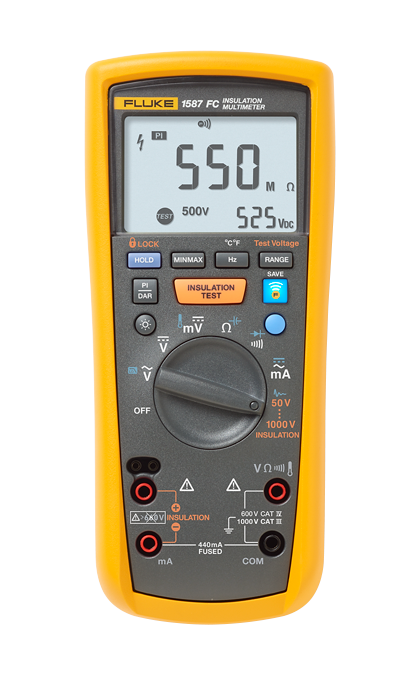 FLUKE 1587 FC INSULATION MULTIMETER
PI
550 M Ω
TEST 500V 525 VDC
LOCK °C°F Test Voltage
HOLD MINMAX Hz RANGE
SAVE
PI DAR
INSULATION TEST
mV Ω
V
V mA
OFF
50 V
1000 V
INSULATION
V Ω
INSULATION
600 V CAT IV
1000 V CAT III
440mA
FUSED
mA COM